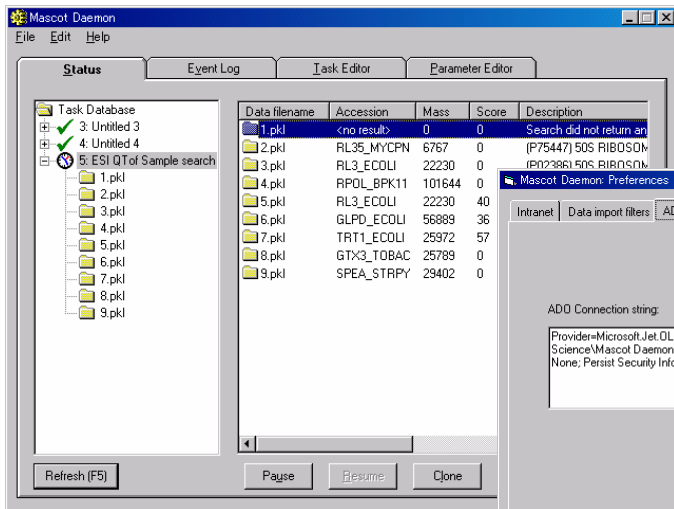 Mascot Daemon
File Edit Help
Status Event Log Task Editor Parameter Editor
Task Database
3: Untitled 3
4: Untitled 4
5: ESI QTof Sample search
1.pkl
2.pkl
3.pkl
4.pkl
5.pkl
6.pkl
7.pkl
8.pkl
9.pkl
Data filename Accession Mass Score Description
1.pkl <no result> 0 0 Search did not return an
2.pkl RL35_MYCPN 6767 0 (P75447) 50S RIBOSOM
3.pkl RL3_ECOLI 22230 0 (P02386) 50S RIBOSOM
4.pkl RPOL_BPK11 101644 0
5.pkl RL3_ECOLI 22230 40
6.pkl GLPD_ECOLI 56889 36
7.pkl TRT1_ECOLI 25972 57
8.pkl GTX3_TOBAC 25789 0
9.pkl SPEA_STRPY 29402 0
Refresh (F5) Pause Resume Clone
Mascot Daemon: Preferences
Intranet Data import filters AD
ADO Connection string:
Provider=Microsoft.Jet.OL
Science\Mascot Daemon
None; Persist Security Info